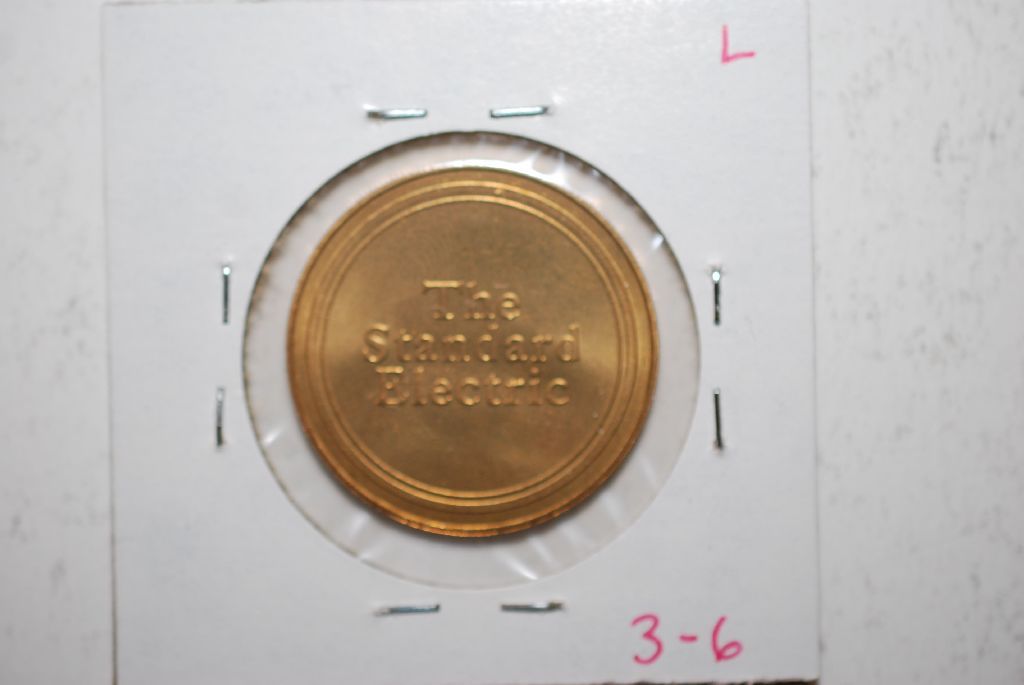 L
The
Standard
Electric
3-6